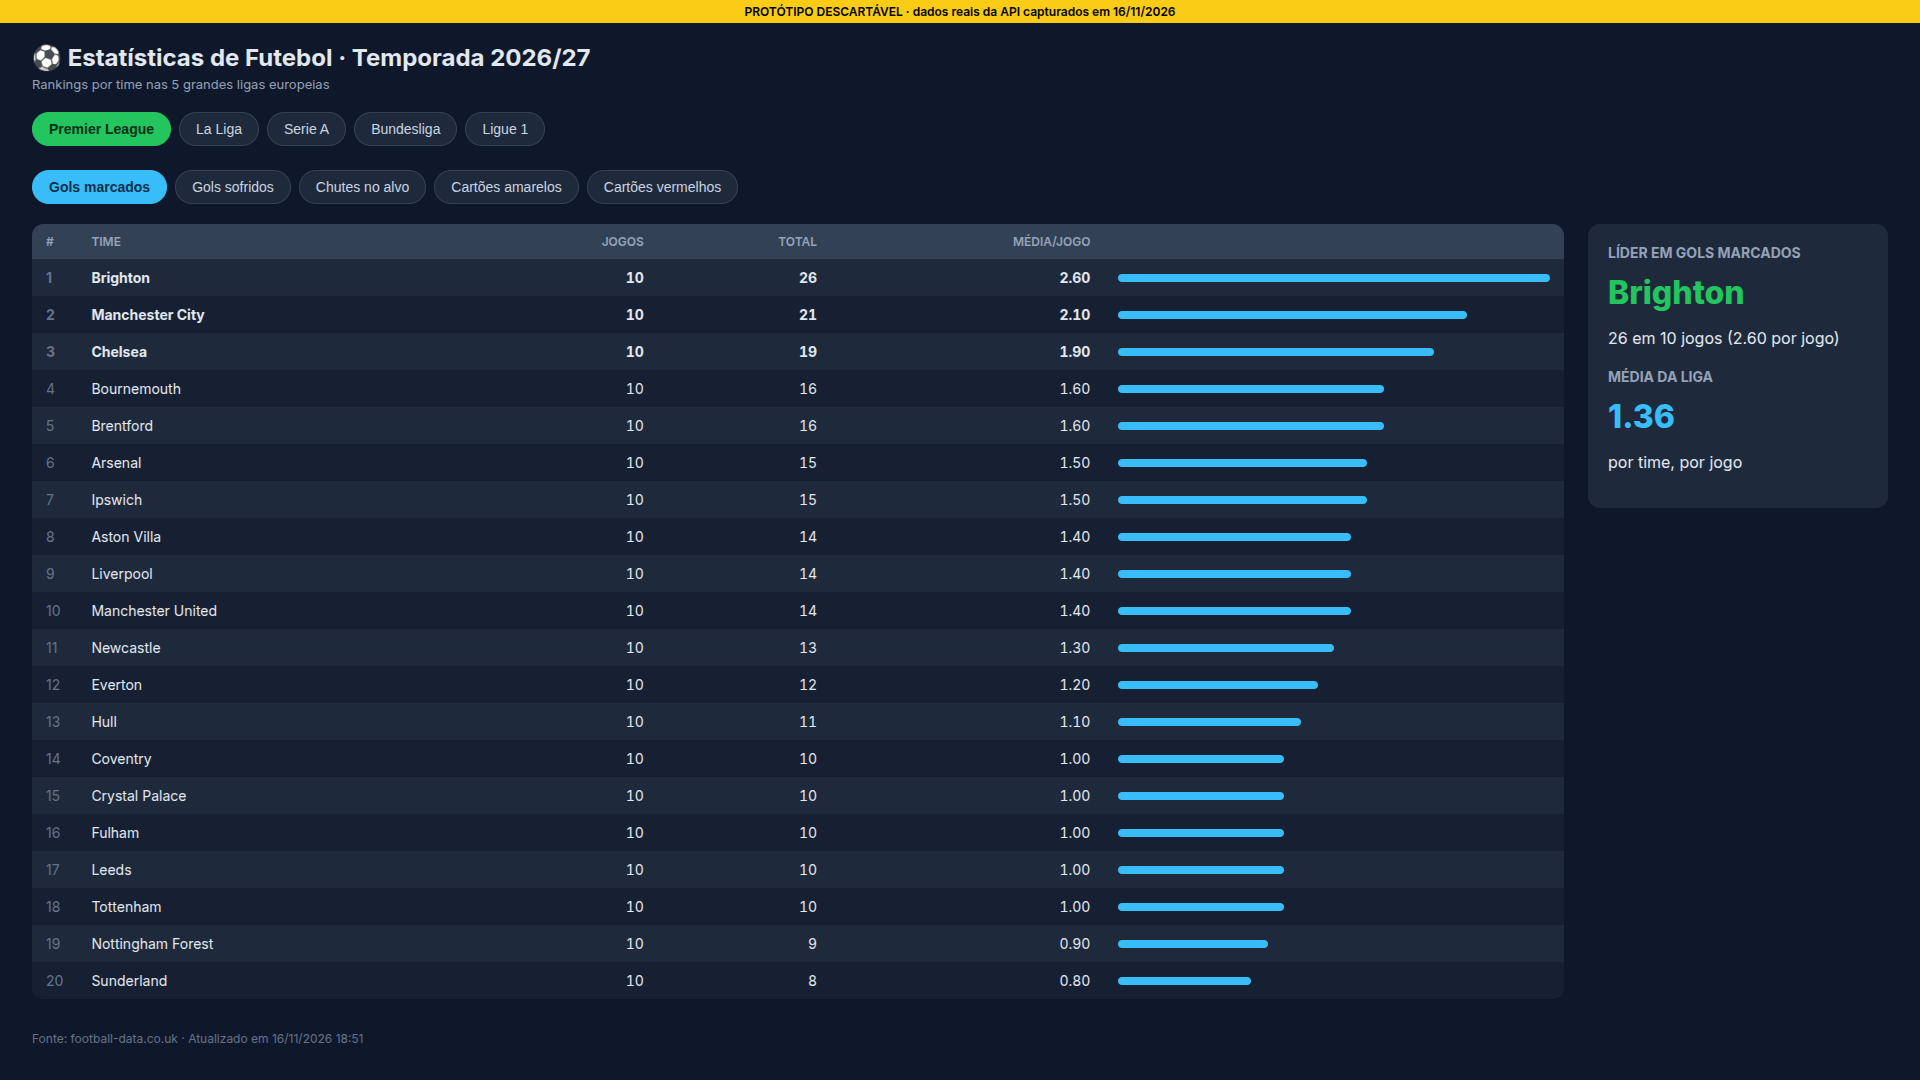 PROTÓTIPO DESCARTÁVEL · dados reais da API capturados em 16/11/2026
⚽ Estatísticas de Futebol · Temporada 2026/27
Rankings por time nas 5 grandes ligas europeias
Premier League La Liga Serie A Bundesliga Ligue 1
Gols marcados Gols sofridos Chutes no alvo Cartões amarelos Cartões vermelhos
# TIME JOGOS TOTAL MÉDIA/JOGO
1 Brighton 10 26 2.60
2 Manchester City 10 21 2.10
3 Chelsea 10 19 1.90
4 Bournemouth 10 16 1.60
5 Brentford 10 16 1.60
6 Arsenal 10 15 1.50
7 Ipswich 10 15 1.50
8 Aston Villa 10 14 1.40
9 Liverpool 10 14 1.40
10 Manchester United 10 14 1.40
11 Newcastle 10 13 1.30
12 Everton 10 12 1.20
13 Hull 10 11 1.10
14 Coventry 10 10 1.00
15 Crystal Palace 10 10 1.00
16 Fulham 10 10 1.00
17 Leeds 10 10 1.00
18 Tottenham 10 10 1.00
19 Nottingham Forest 10 9 0.90
20 Sunderland 10 8 0.80
LÍDER EM GOLS MARCADOS
Brighton
26 em 10 jogos (2.60 por jogo)
MÉDIA DA LIGA
1.36
por time, por jogo
Fonte: football-data.co.uk · Atualizado em 16/11/2026 18:51